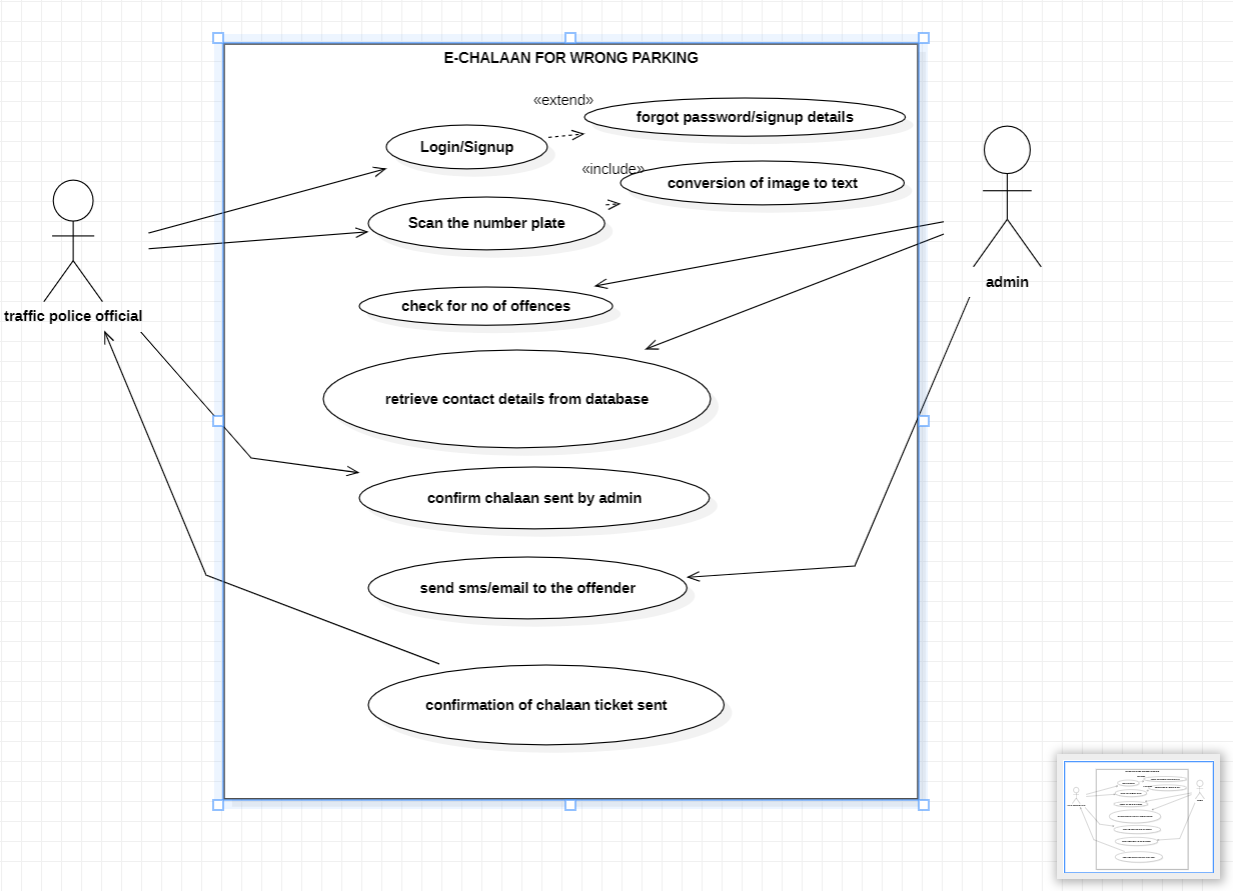 E-CHALAAN FOR WRONG PARKING
«extend»
forgot password/signup details
Login/Signup
«include»
conversion of image to text
Scan the number plate
admin
check for no of offences
traffic police official
retrieve contact details from database
confirm chalaan sent by admin
send sms/email to the offender
confirmation of chalaan ticket sent